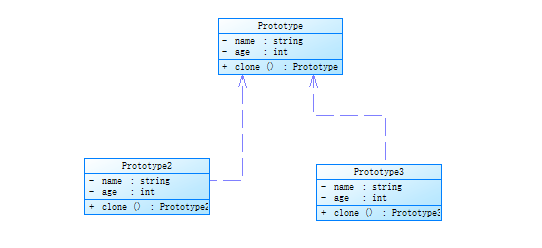 Prototype
- name : string
- age : int
+ clone () : Prototype
Prototype2
- name : string
- age : int
+ clone () : Prototype2
Prototype3
- name : string
- age : int
+ clone () : Prototype3